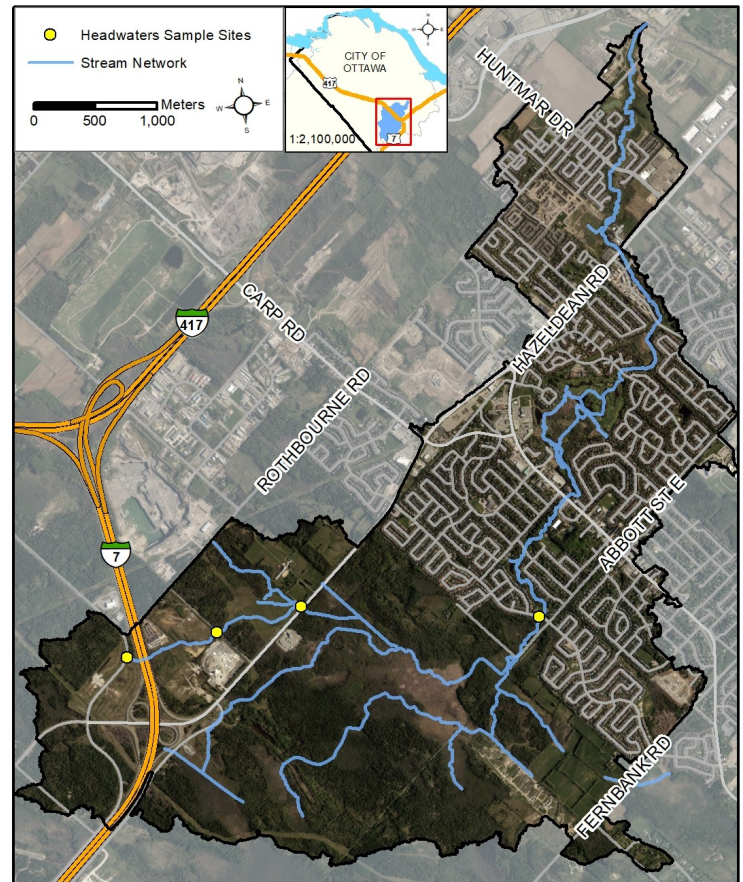 Headwaters Sample Sites
Stream Network
Meters
0 500 1,000
N
W E
S
CITY OF
OTTAWA
417
7
1:2,100,000
N
W E
S
HUNTMAR DR
HAZELDEAN RD
CARP RD
417
ROTHBOURNE RD
ABBOTT ST E
7
FERNBANK RD